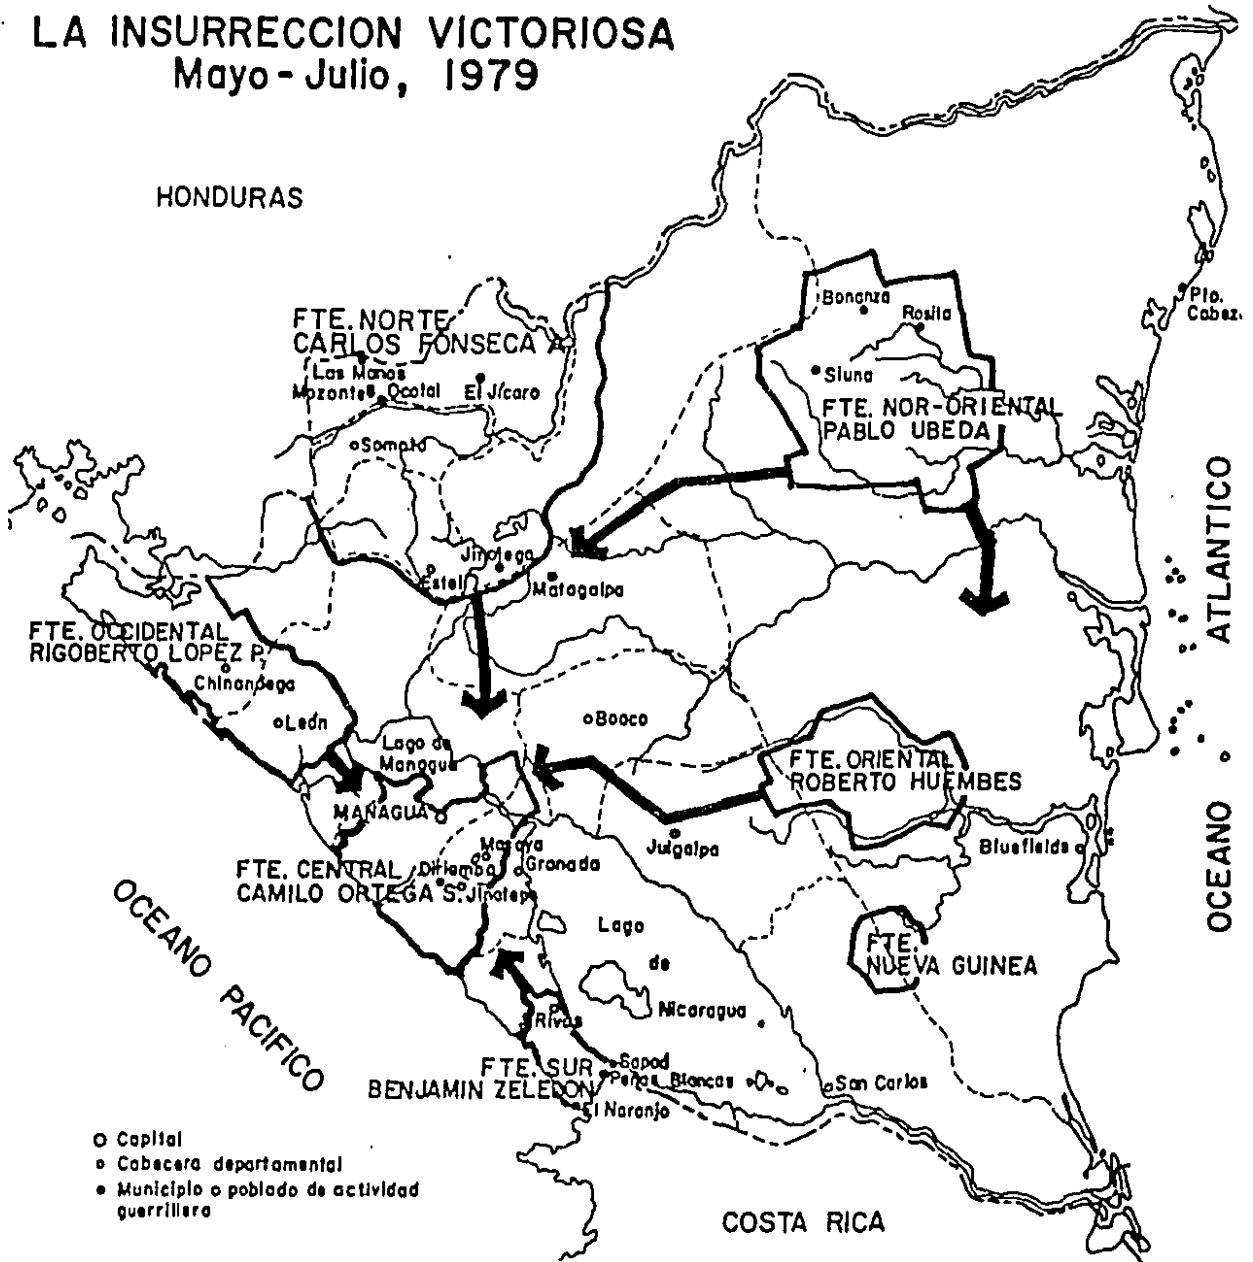 LA INSURRECCION VICTORIOSA
Mayo - Julio, 1979
HONDURAS
FTE. NORTE
CARLOS FONSECA A
Las Manos
Mozonte
Ocotal
El Jícaro
Somoto
Bonanza
Rosita
Siuna
Pto.
Cabez.
FTE. NOR-ORIENTAL
PABLO UBEDA
Jinotega
Estelí
Matagalpa
FTE. OCCIDENTAL
RIGOBERTO LOPEZ P.
Chinandega
León
Lago de
Managua
MANAGUA
Boaco
FTE. ORIENTAL
ROBERTO HUEMBES
Juigalpa
Bluefields
Masaya
Granada
Diriamba
Jinotepe
FTE. CENTRAL
CAMILO ORTEGA S.
Lago
de
Nicaragua
FTE.
NUEVA GUINEA
Rivas
FTE. SUR
BENJAMIN ZELEDON
Sapoá
Peñas Blancas
El Naranjo
San Carlos
OCEANO PACIFICO
OCEANO ATLANTICO
COSTA RICA
Capital
Cabecera departamental
Municipio o poblado de actividad
guerrillera